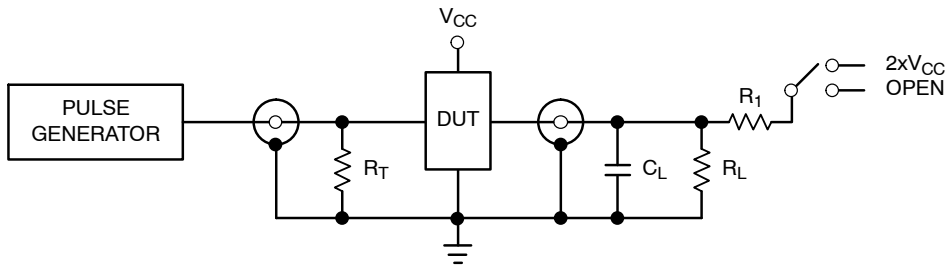 V_CC
2xV_CC
OPEN
R_1
PULSE
GENERATOR
DUT
R_T
C_L
R_L